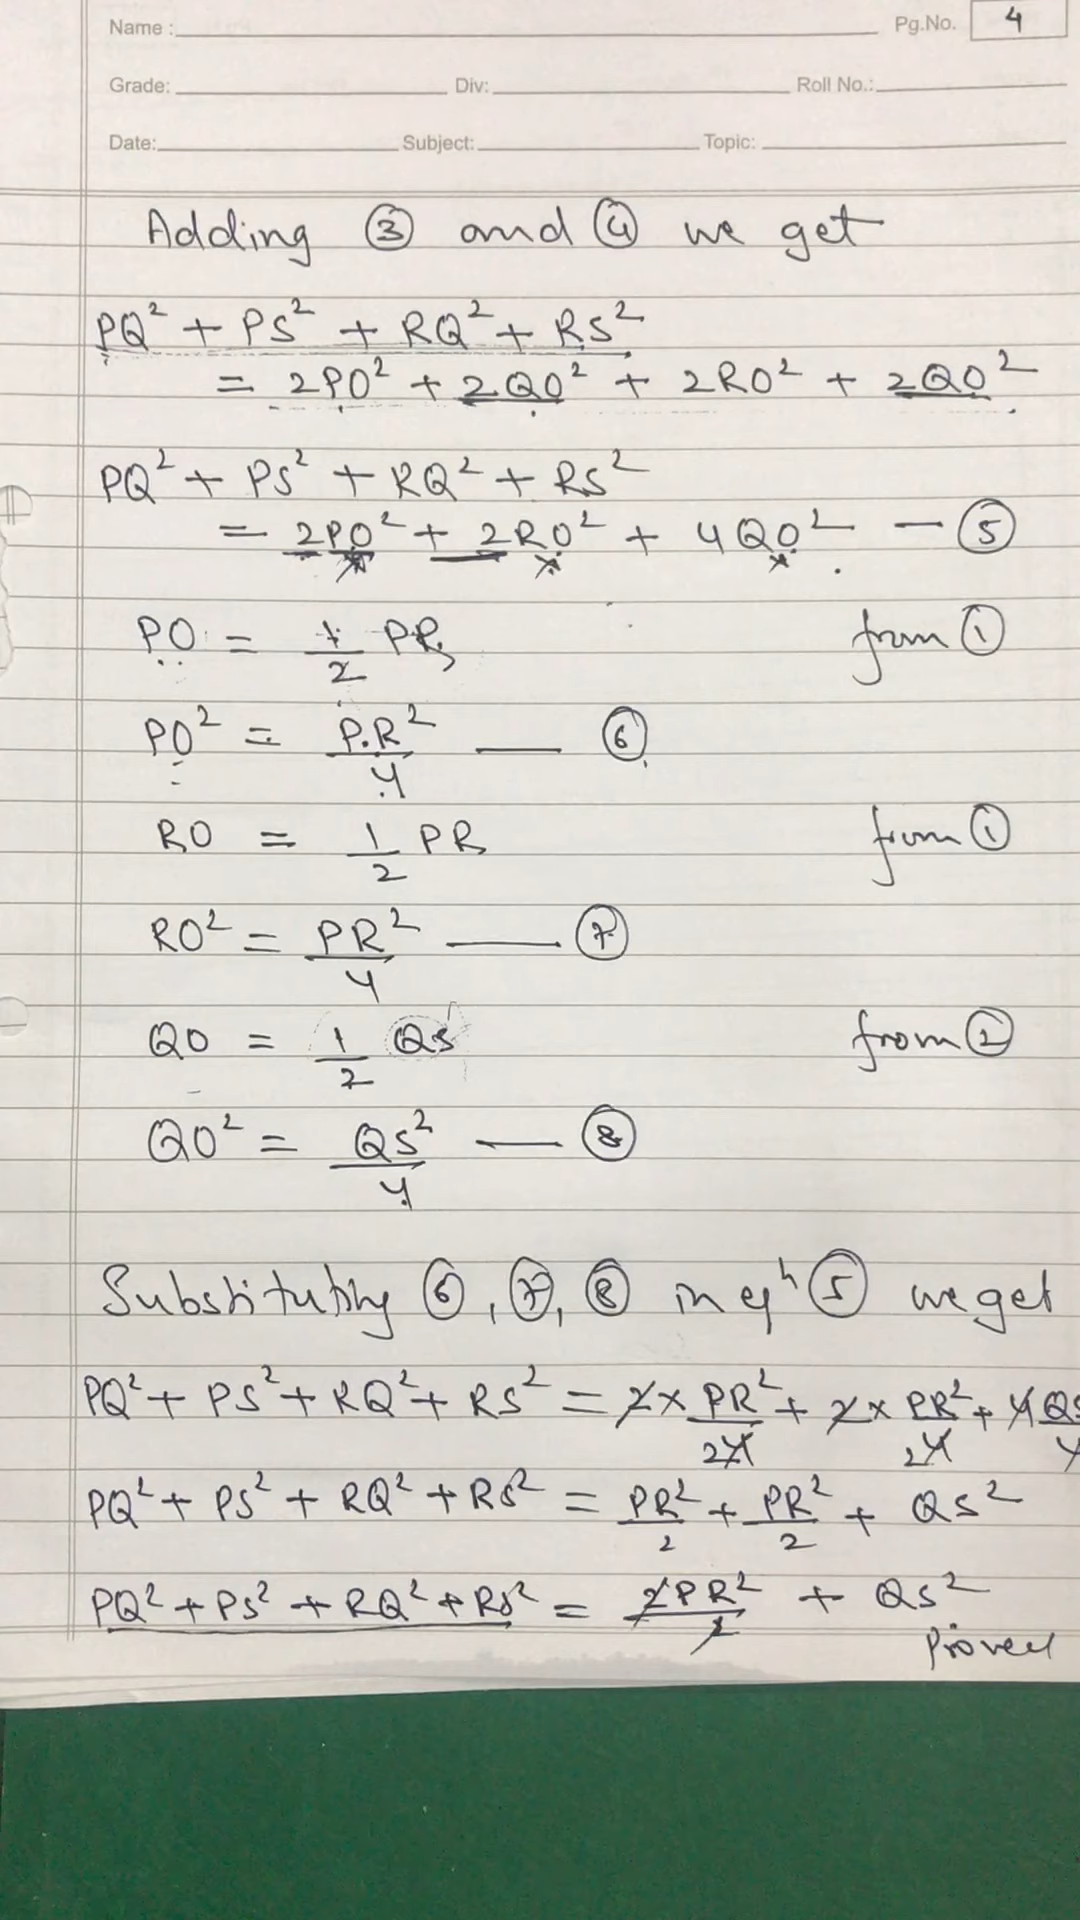 Name : Pg.No. 4
Grade: Div: Roll No.:
Date: Subject: Topic:
Adding ③ and ④ we get
PQ² + PS² + RQ² + RS²
= 2PO² + 2QO² + 2RO² + 2QO²
PQ² + PS² + RQ² + RS²
= 2PO² + 2RO² + 4QO² — ⑤
PO = 1/2 PR from ①
PO² = PR²/4 — ⑥
RO = 1/2 PR from ①
RO² = PR²/4 — ⑦
QO = 1/2 QS from ②
QO² = QS²/4 — ⑧
Substituting ⑥, ⑦, ⑧ in eqⁿ ⑤ we get
PQ² + PS² + RQ² + RS² = 2 × PR²/4 2 + 2 × PR²/4 2 + 4QS/4
PQ² + PS² + RQ² + RS² = PR²/2 + PR²/2 + QS²
PQ² + PS² + RQ² + RS² = 2PR²/2 + QS²
Proved